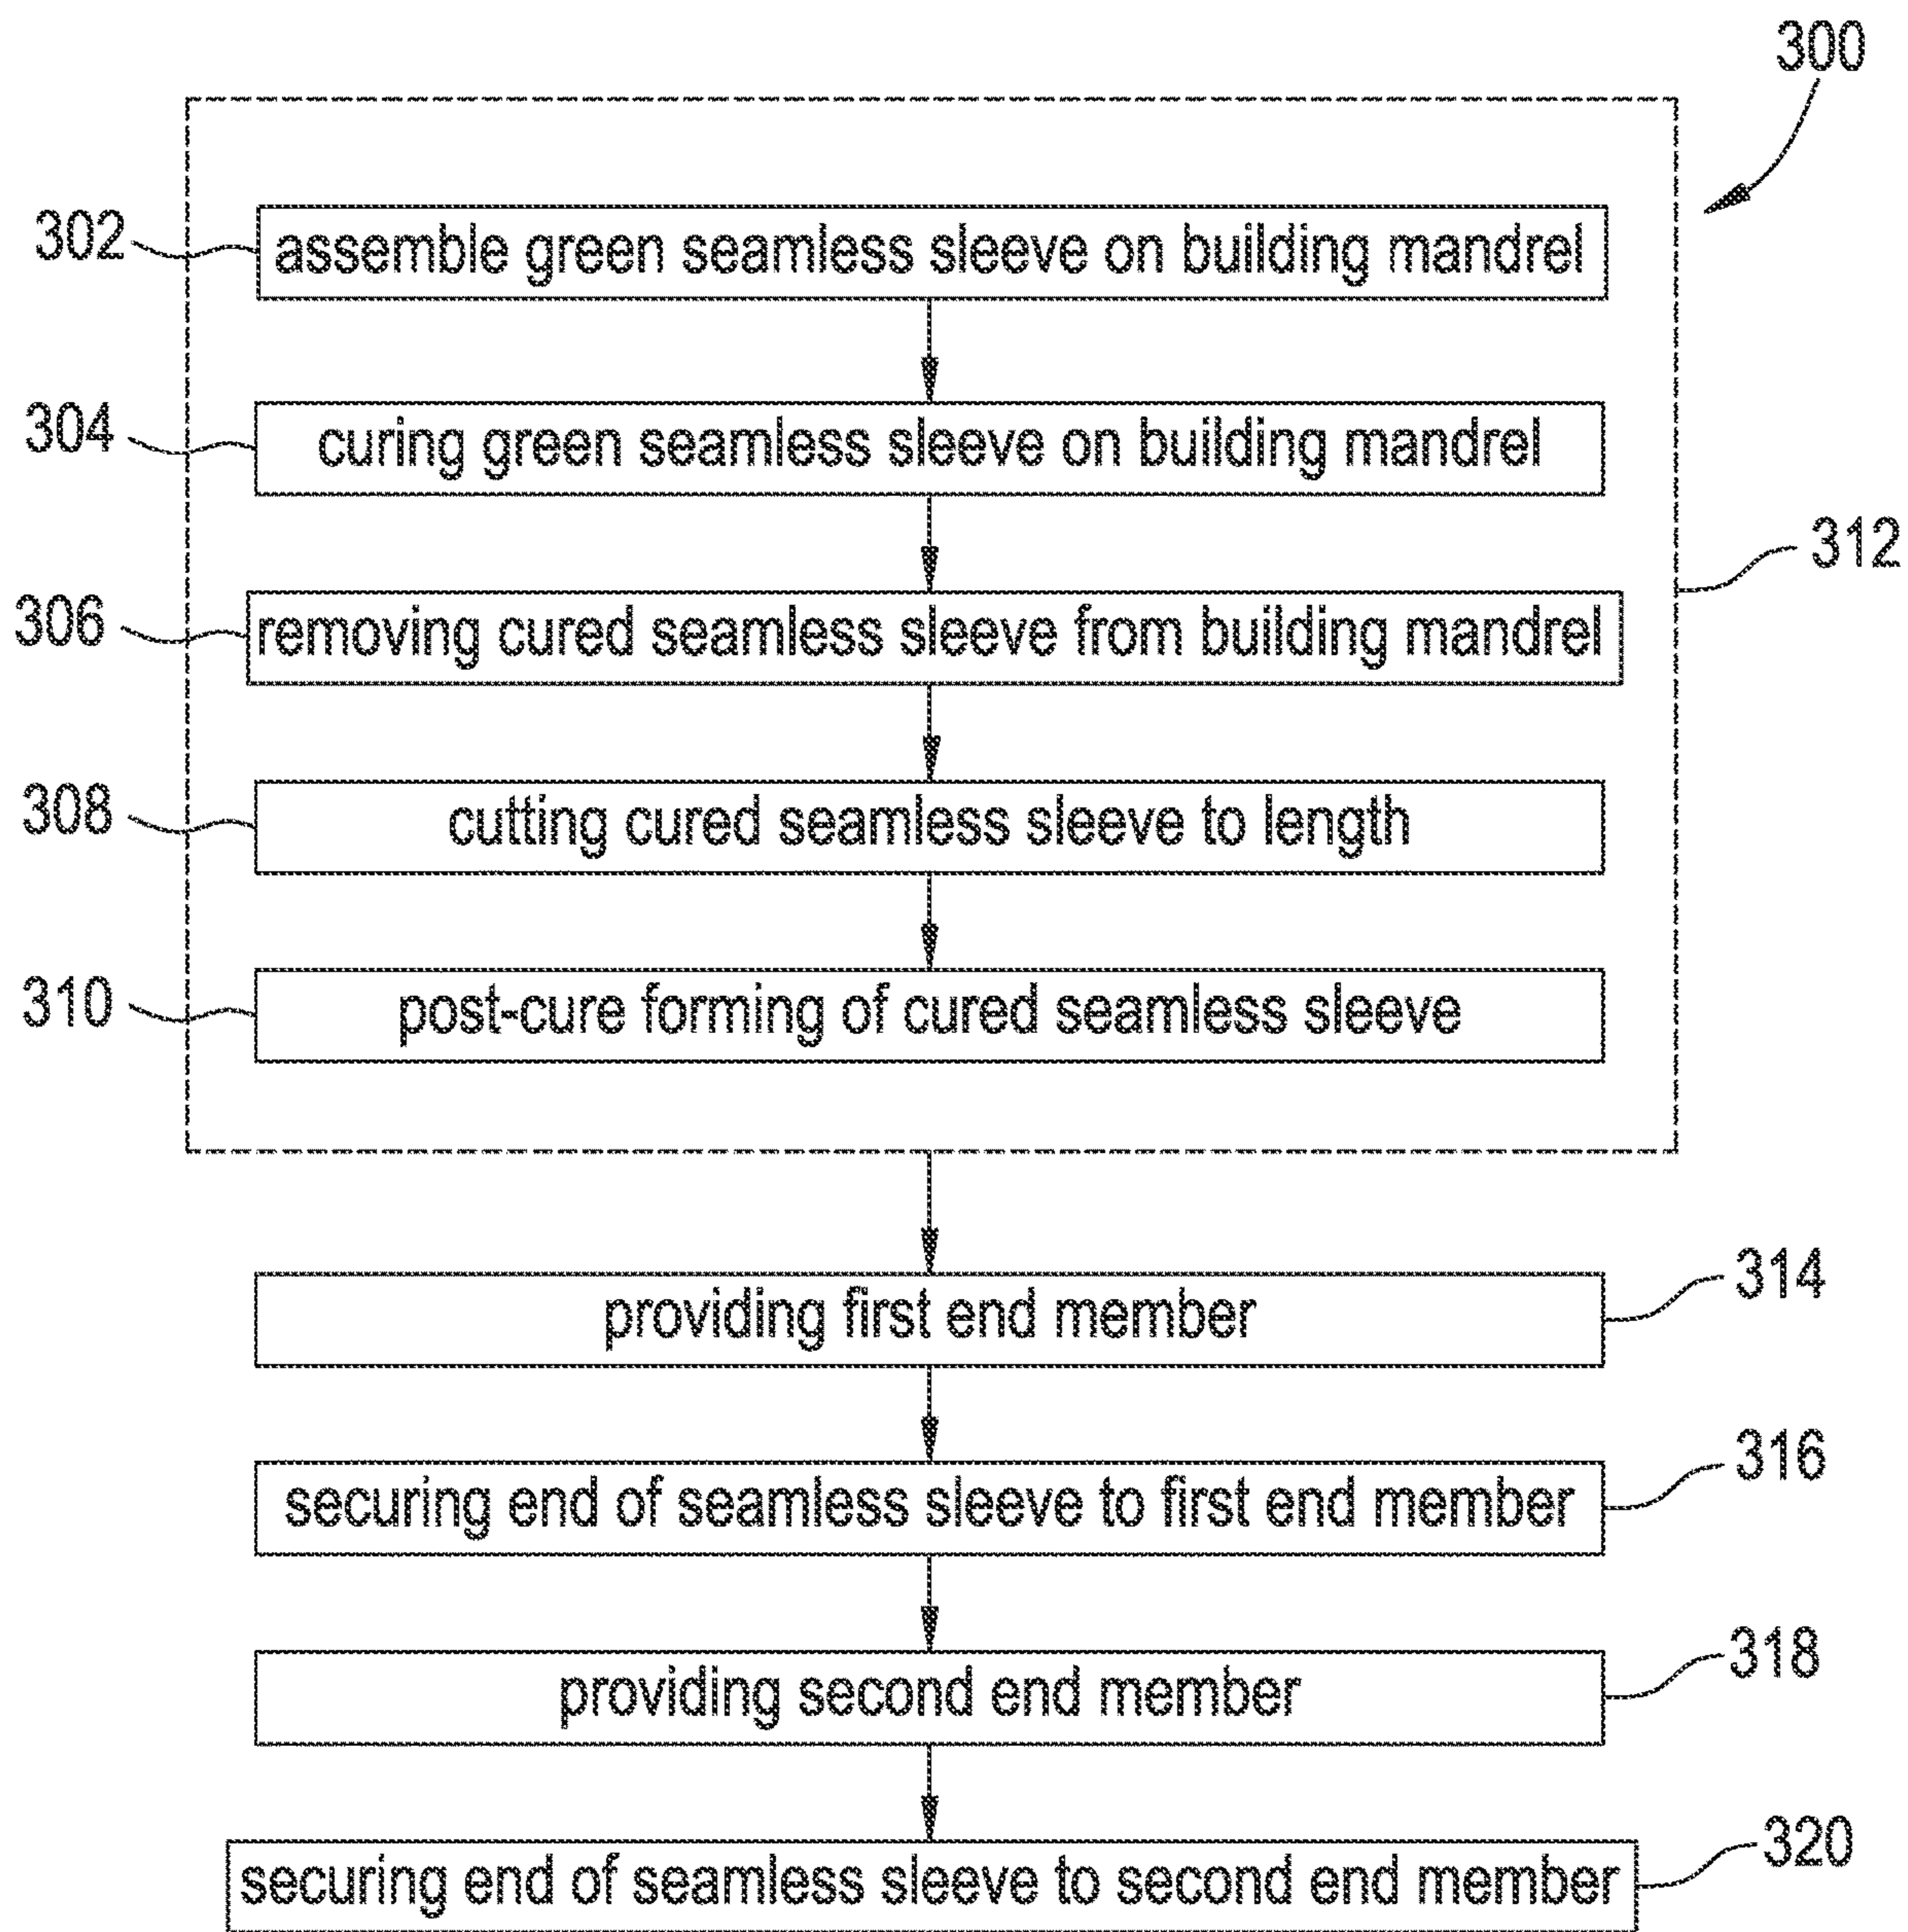 300
302
assemble green seamless sleeve on building mandrel
304
curing green seamless sleeve on building mandrel
312
306
removing cured seamless sleeve from building mandrel
308
cutting cured seamless sleeve to length
310
post-cure forming of cured seamless sleeve
providing first end member
314
securing end of seamless sleeve to first end member
316
providing second end member
318
securing end of seamless sleeve to second end member
320